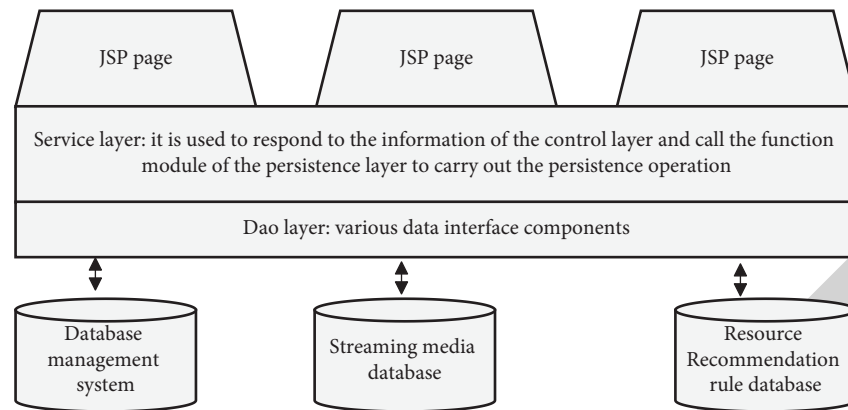 JSP page
JSP page
JSP page
Service layer: it is used to respond to the information of the control layer and call the function
module of the persistence layer to carry out the persistence operation
Dao layer: various data interface components
Database
management
system
Streaming media
database
Resource
Recommendation
rule database